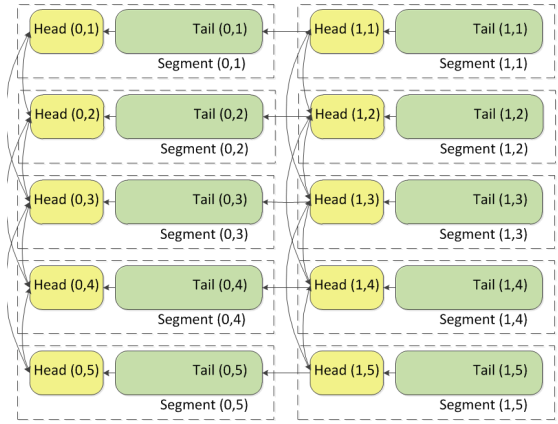 Head (0,1) Tail (0,1) Head (1,1) Tail (1,1)
Segment (0,1) Segment (1,1)
Head (0,2) Tail (0,2) Head (1,2) Tail (1,2)
Segment (0,2) Segment (1,2)
Head (0,3) Tail (0,3) Head (1,3) Tail (1,3)
Segment (0,3) Segment (1,3)
Head (0,4) Tail (0,4) Head (1,4) Tail (1,4)
Segment (0,4) Segment (1,4)
Head (0,5) Tail (0,5) Head (1,5) Tail (1,5)
Segment (0,5) Segment (1,5)